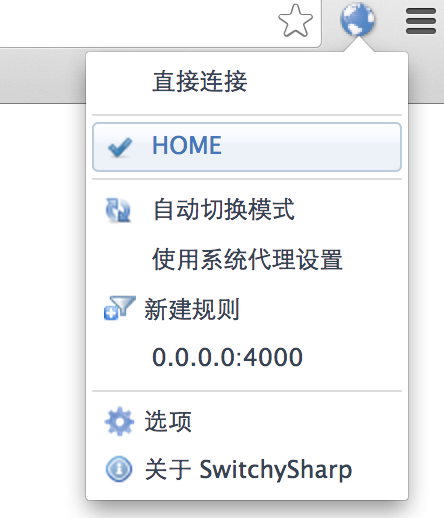 直接连接
HOME
自动切换模式
使用系统代理设置
新建规则
0.0.0.0:4000
选项
关于 SwitchySharp